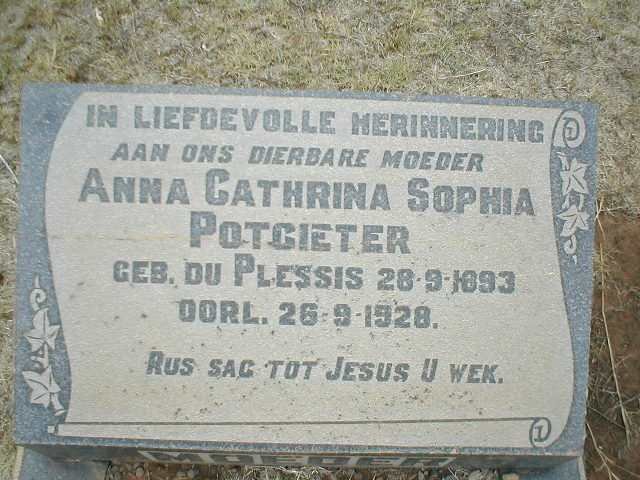 IN LIEFDEVOLLE HERINNERING
AAN ONS DIERBARE MOEDER
ANNA CATHRINA SOPHIA
POTGIETER
GEB. DU PLESSIS 28-9-1893
OORL. 26-9-1928.
RUS SAG TOT JESUS U WEK.
MOEDER